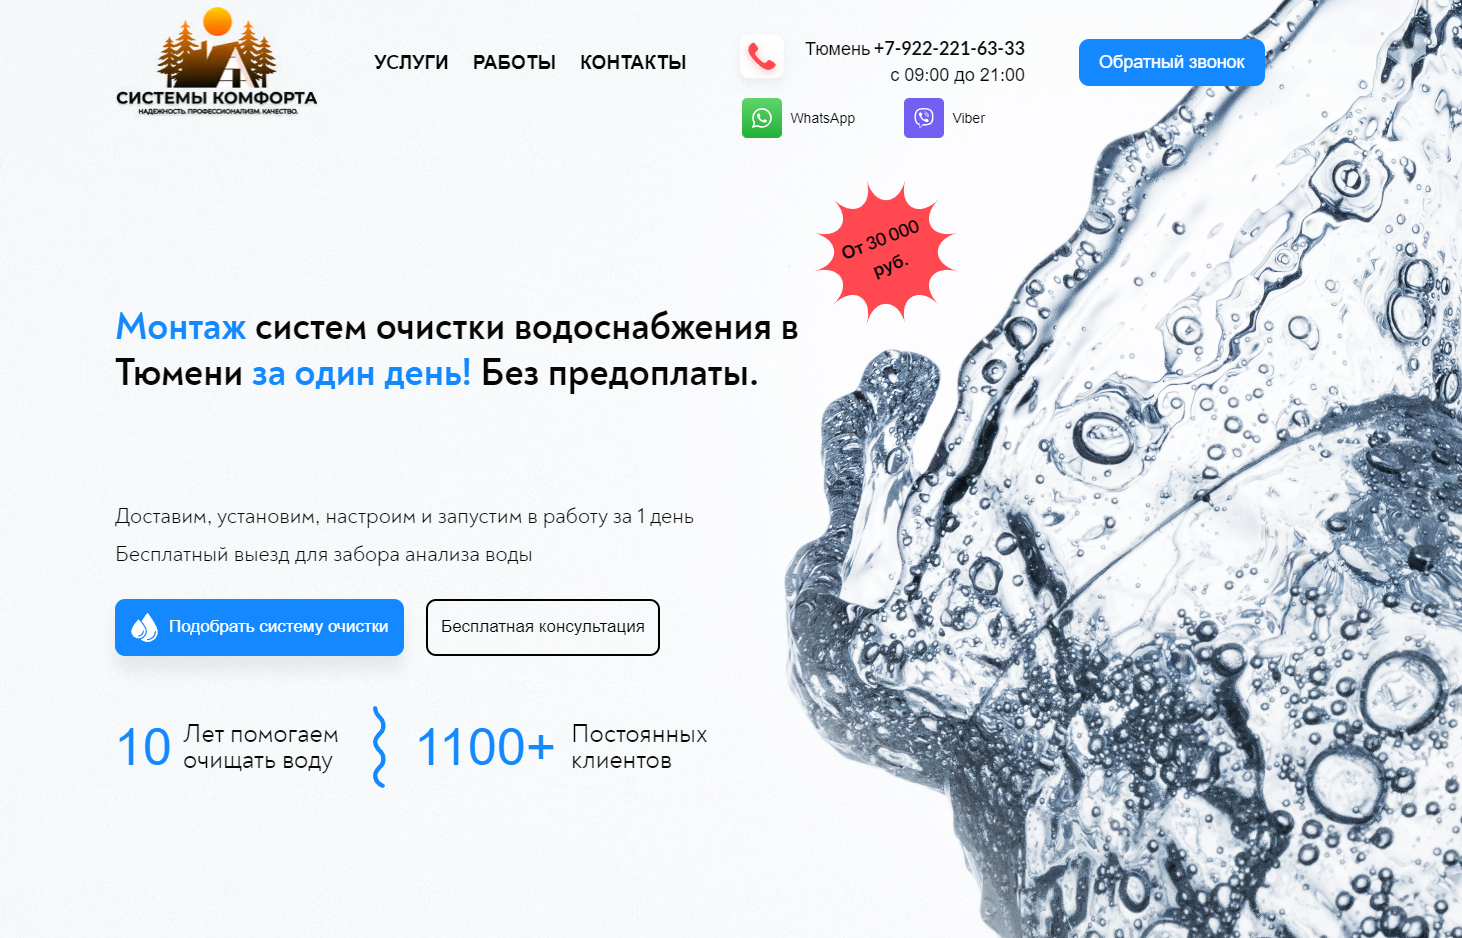 СИСТЕМЫ КОМФОРТА
НАДЕЖНОСТЬ. ПРОФЕССИОНАЛИЗМ. КАЧЕСТВО.
УСЛУГИ РАБОТЫ КОНТАКТЫ
Тюмень +7-922-221-63-33
с 09:00 до 21:00
WhatsApp Viber
Обратный звонок
От 30 000
руб.
Монтаж систем очистки водоснабжения в
Тюмени за один день! Без предоплаты.
Доставим, установим, настроим и запустим в работу за 1 день
Бесплатный выезд для забора анализа воды
Подобрать систему очистки
Бесплатная консультация
10 Лет помогаем
очищать воду
1100+ Постоянных
клиентов